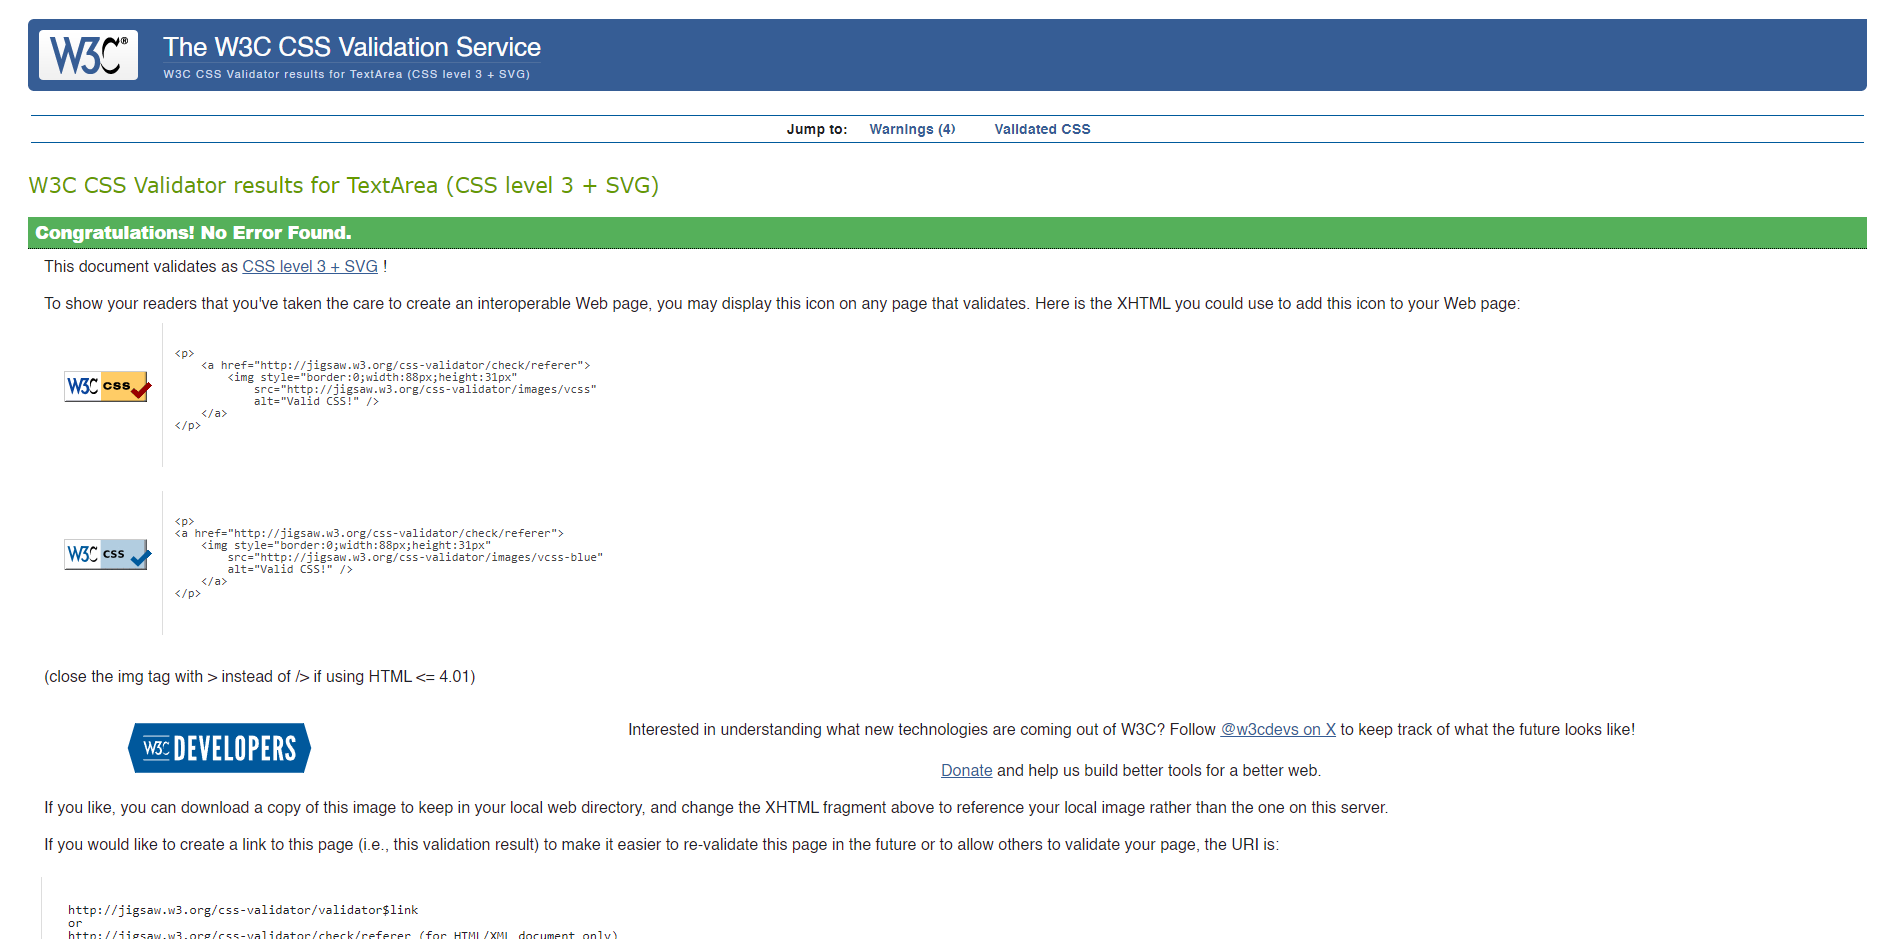 W3C®
The W3C CSS Validation Service
W3C CSS Validator results for TextArea (CSS level 3 + SVG)
Jump to: Warnings (4) Validated CSS
W3C CSS Validator results for TextArea (CSS level 3 + SVG)
Congratulations! No Error Found.
This document validates as CSS level 3 + SVG !
To show your readers that you've taken the care to create an interoperable Web page, you may display this icon on any page that validates. Here is the XHTML you could use to add this icon to your Web page:
<p>
<a href="http://jigsaw.w3.org/css-validator/check/referer">
<img style="border:0;width:88px;height:31px"
W3C css
src="http://jigsaw.w3.org/css-validator/images/vcss"
alt="Valid CSS!" />
</a>
</p>
<p>
<a href="http://jigsaw.w3.org/css-validator/check/referer">
<img style="border:0;width:88px;height:31px"
W3C css
src="http://jigsaw.w3.org/css-validator/images/vcss-blue"
alt="Valid CSS!" />
</a>
</p>
(close the img tag with > instead of /> if using HTML <= 4.01)
W3C DEVELOPERS
Interested in understanding what new technologies are coming out of W3C? Follow @w3cdevs on X to keep track of what the future looks like!
Donate and help us build better tools for a better web.
If you like, you can download a copy of this image to keep in your local web directory, and change the XHTML fragment above to reference your local image rather than the one on this server.
If you would like to create a link to this page (i.e., this validation result) to make it easier to re-validate this page in the future or to allow others to validate your page, the URI is:
http://jigsaw.w3.org/css-validator/validator$link
or
http://jigsaw.w3.org/css-validator/check/referer (for HTML/XML document only)